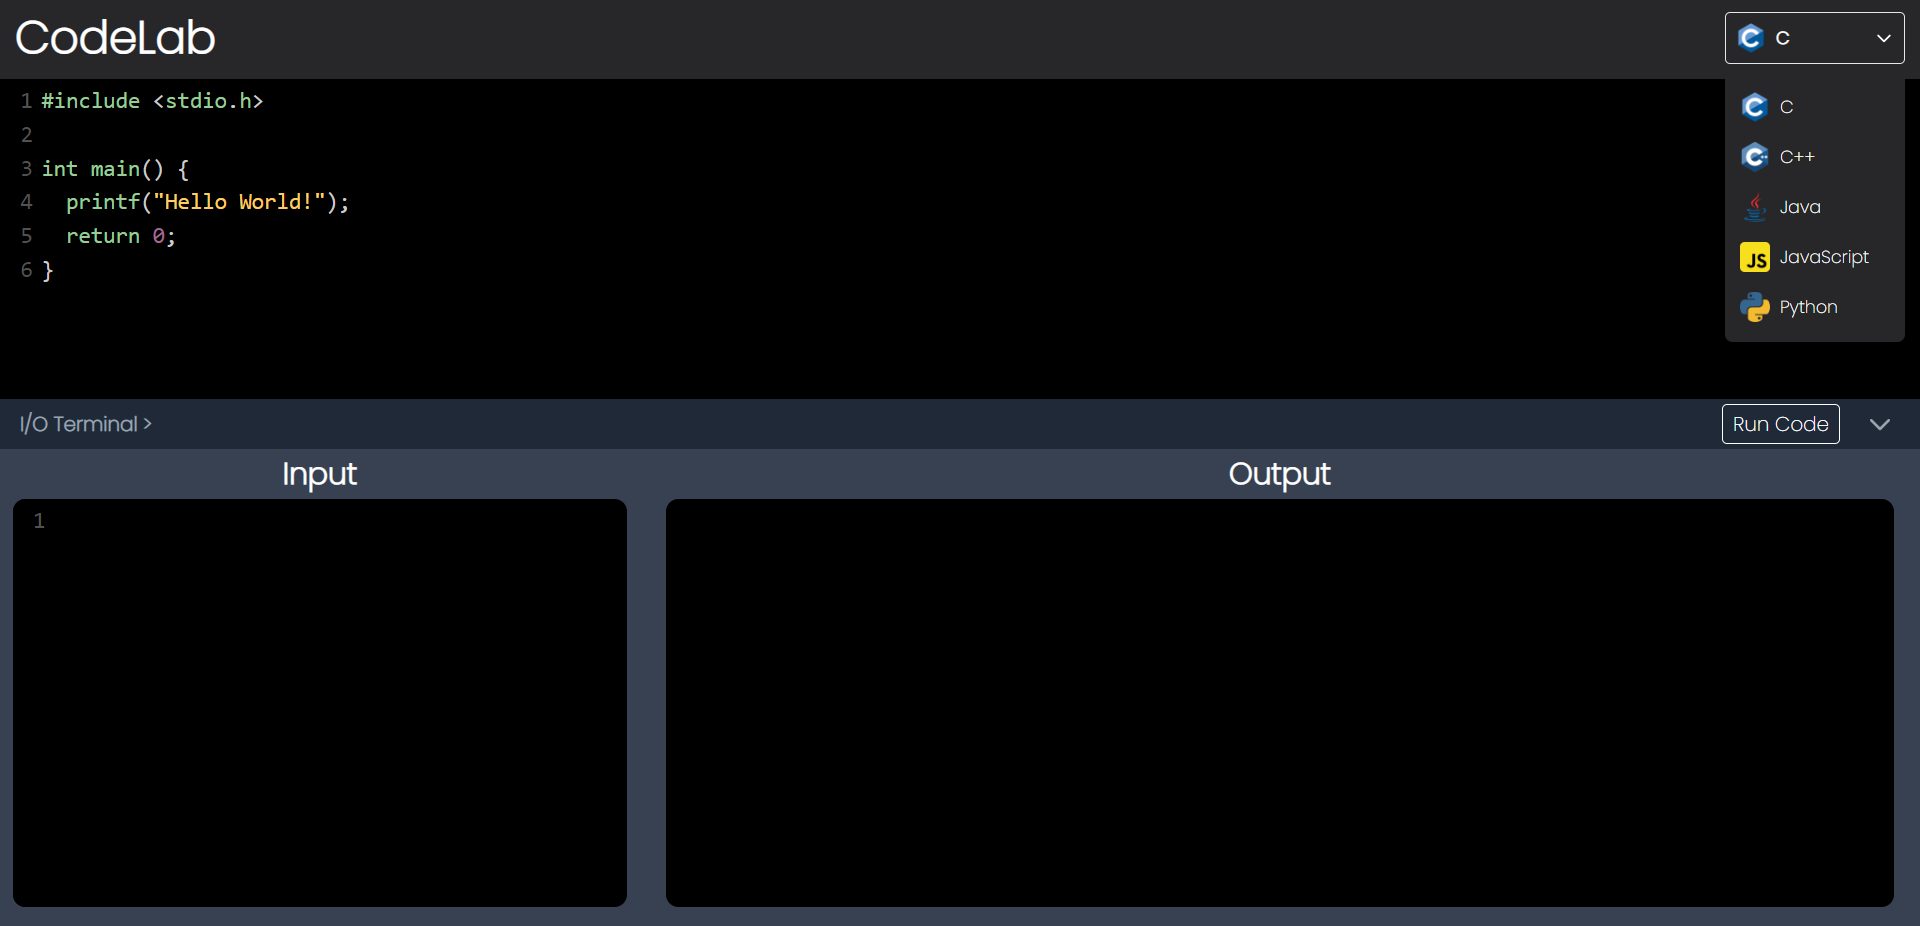 CodeLab
C
C
C++
Java
JS JavaScript
Python
1 #include <stdio.h>
2
3 int main() {
4   printf("Hello World!");
5   return 0;
6 }
I/O Terminal >
Run Code
Input
Output
1